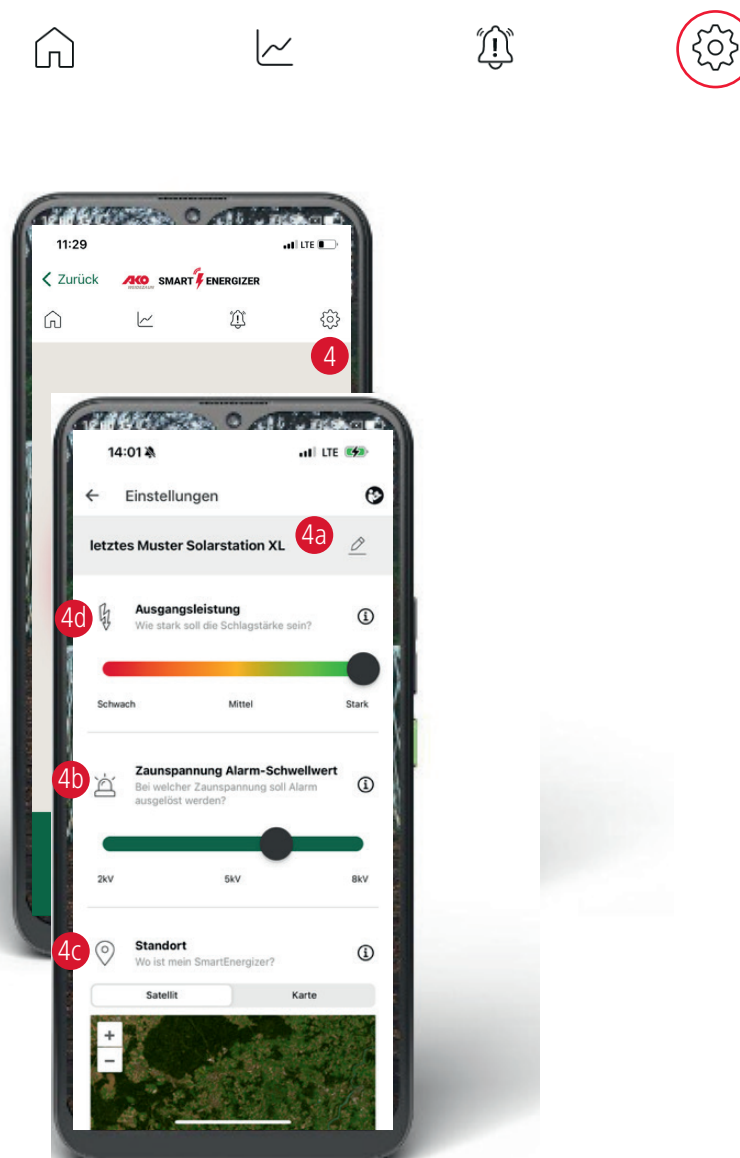 11:29
LTE
Zurück
AKO SMART ENERGIZER
4
14:01
LTE
Einstellungen
letztes Muster Solarstation XL
4a
4d
Ausgangsleistung
Wie stark soll die Schlagstärke sein?
Schwach Mittel Stark
4b
Zaunspannung Alarm-Schwellwert
Bei welcher Zaunspannung soll Alarm
ausgelöst werden?
2kV 5kV 8kV
4c
Standort
Wo ist mein SmartEnergizer?
Satellit Karte
+
−